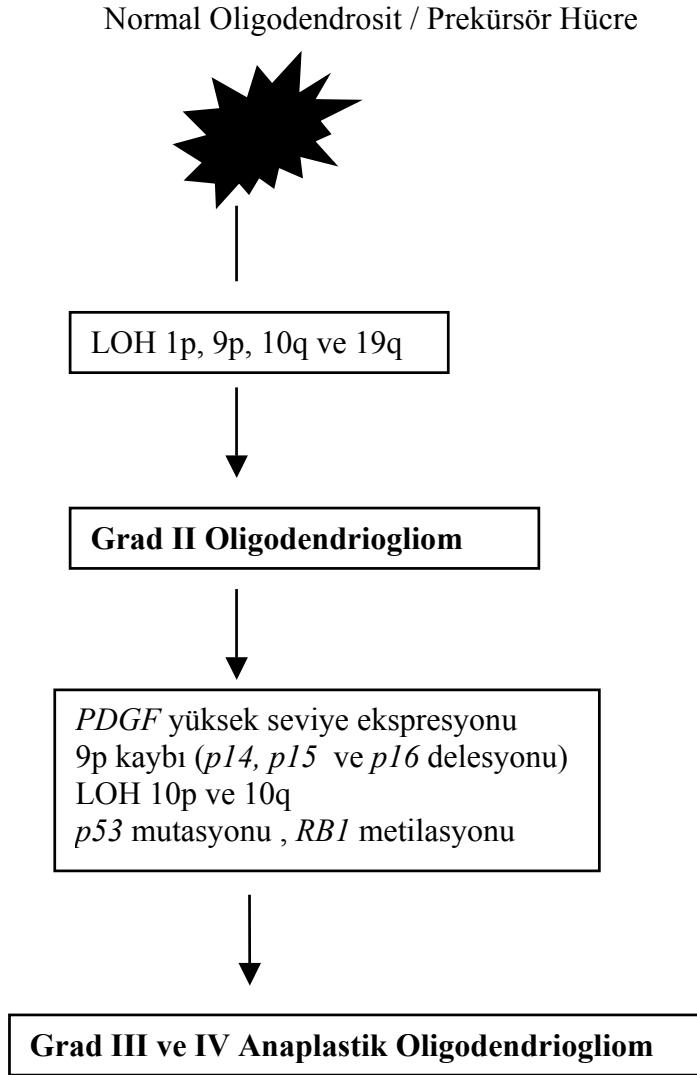 Normal Oligodendrosit / Prekürsör Hücre
LOH 1p, 9p, 10q ve 19q
Grad II Oligodendriogliom
PDGF yüksek seviye ekspresyonu
9p kaybı (p14, p15 ve p16 delesyonu)
LOH 10p ve 10q
p53 mutasyonu , RB1 metilasyonu
Grad III ve IV Anaplastik Oligodendriogliom